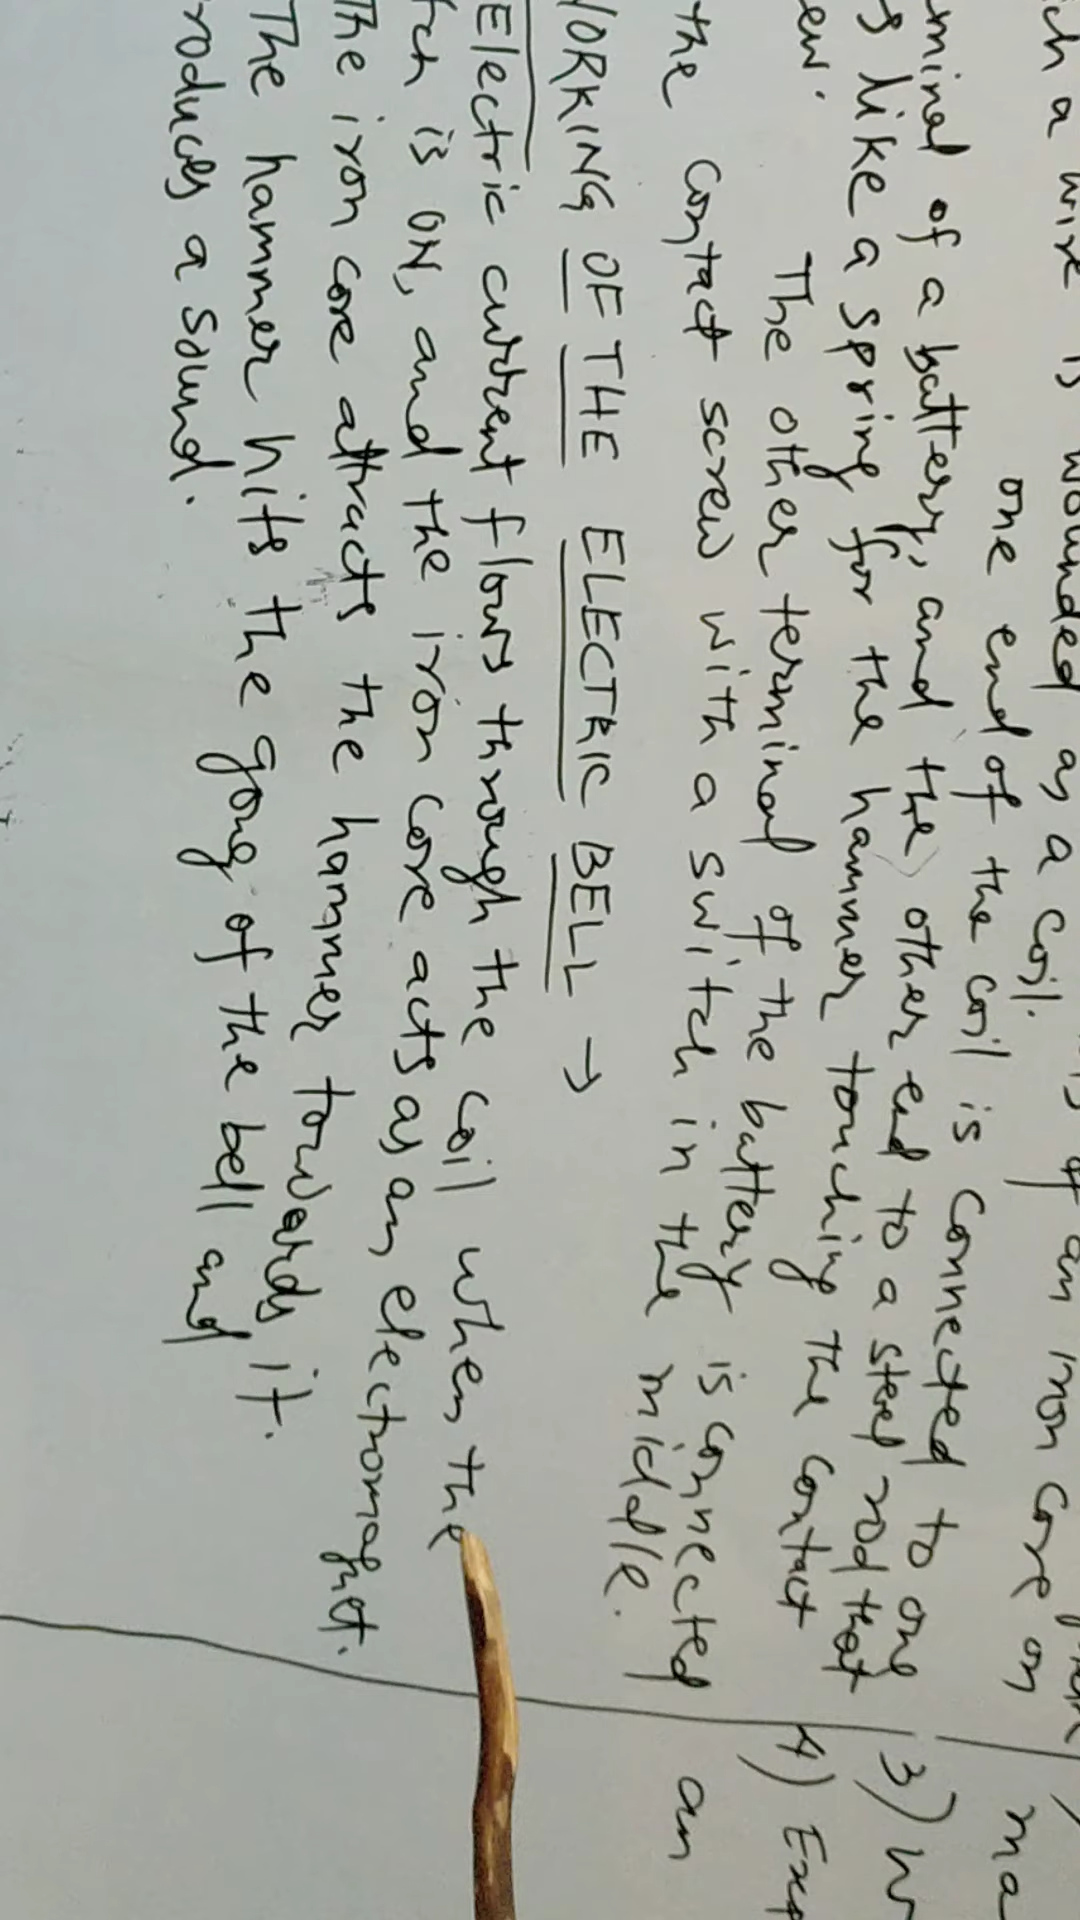 a wire is wounded as a coil.
one end of the coil is connected to one
of a battery, and the other end to a steel rod that
like a spring for the hammer touching the contact
The other terminal of the battery is connected
the contact screw with a switch in the middle.
WORKING OF THE ELECTRIC BELL →
Electric current flows through the coil when the
is ON, and the iron core acts as an electromagnet.
The iron core attracts the hammer towards it.
The hammer hits the gong of the bell and
produces a sound.
3)
4)
an